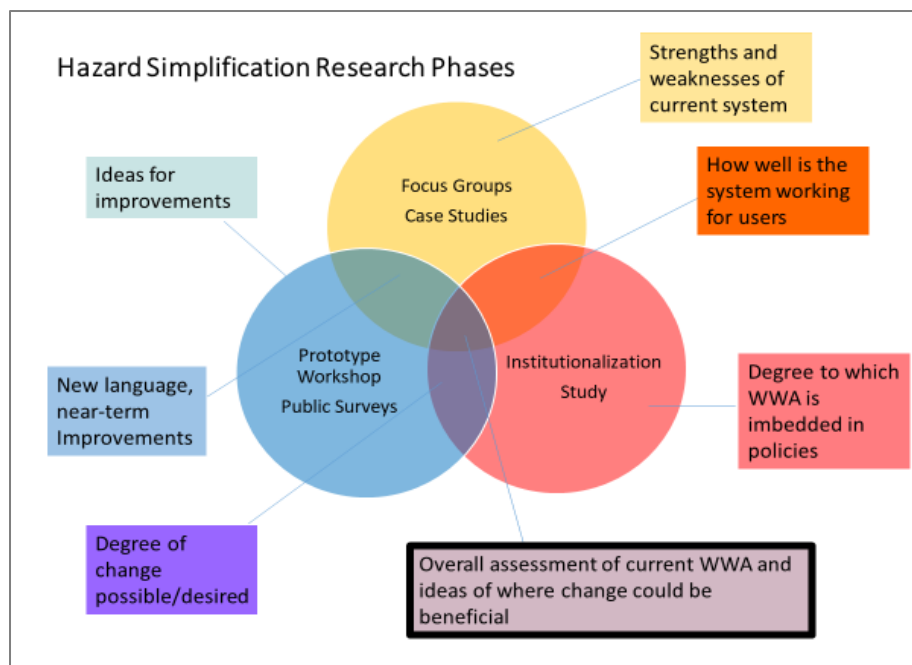 Hazard Simplification Research Phases
Strengths and
weaknesses of
current system
Ideas for
improvements
Focus Groups
Case Studies
How well is the
system working
for users
Prototype
Workshop
Public Surveys
Institutionalization
Study
New language,
near-term
Improvements
Degree to which
WWA is
imbedded in
policies
Degree of
change
possible/desired
Overall assessment of current WWA and
ideas of where change could be
beneficial